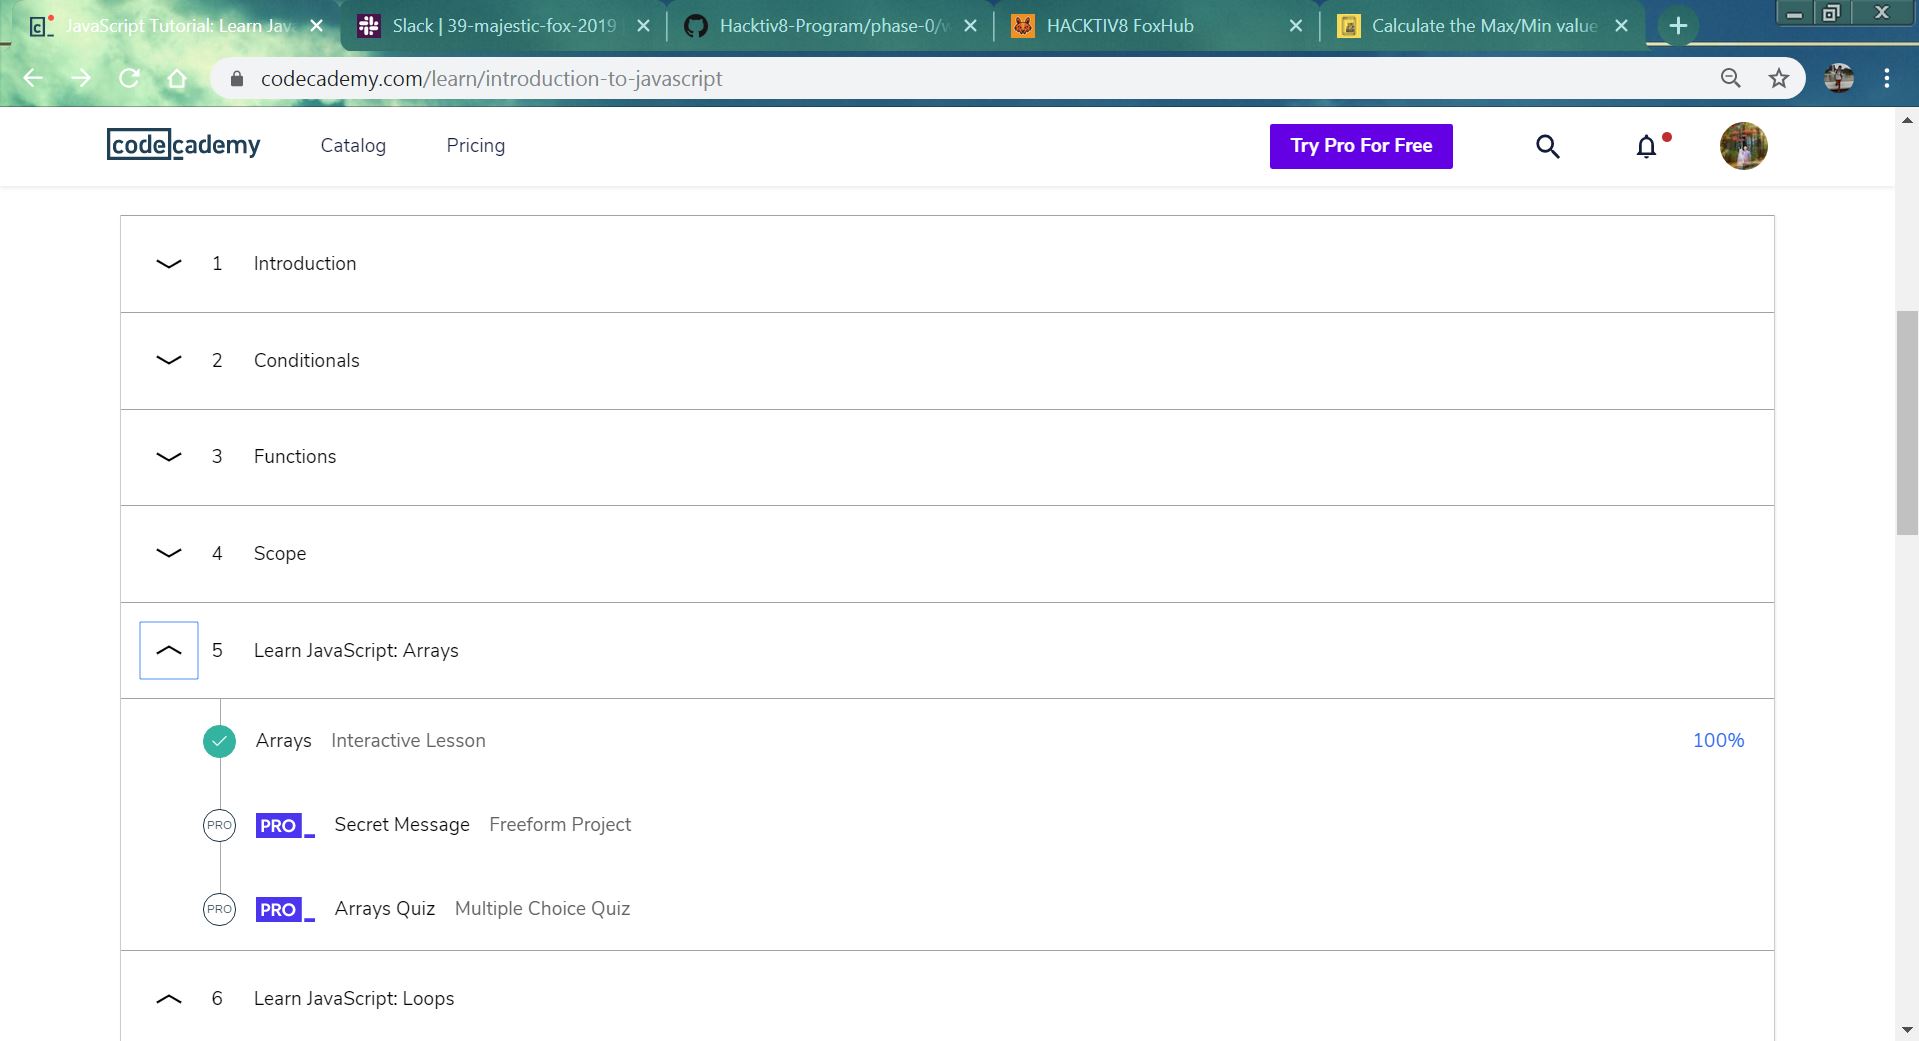 JavaScript Tutorial: Learn Jav
Slack | 39-majestic-fox-2019
Hacktiv8-Program/phase-0/w
HACKTIV8 FoxHub
Calculate the Max/Min value
codecademy.com/learn/introduction-to-javascript
codecademy
Catalog
Pricing
Try Pro For Free
1 Introduction
2 Conditionals
3 Functions
4 Scope
5 Learn JavaScript: Arrays
Arrays Interactive Lesson 100%
PRO PRO_ Secret Message Freeform Project
PRO PRO_ Arrays Quiz Multiple Choice Quiz
6 Learn JavaScript: Loops